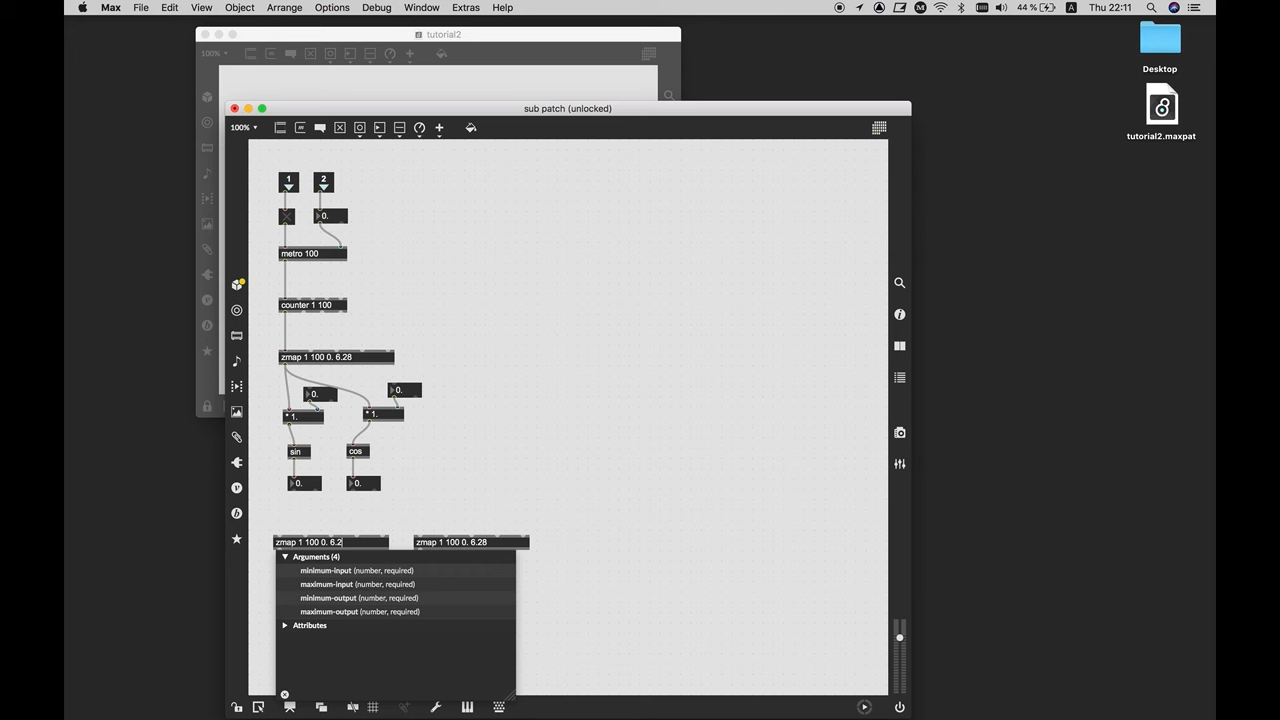 Max File Edit View Object Arrange Options Debug Window Extras Help 44 % A Thu 22:11
tutorial2
100%
Desktop
sub patch (unlocked)
100%
tutorial2.maxpat
1 2
0.
metro 100
counter 1 100
zmap 1 100 0. 6.28
0. 0.
* 1. * 1.
sin cos
0. 0.
zmap 1 100 0. 6.2 zmap 1 100 0. 6.28
Arguments (4)
minimum-input (number, required)
maximum-input (number, required)
minimum-output (number, required)
maximum-output (number, required)
Attributes